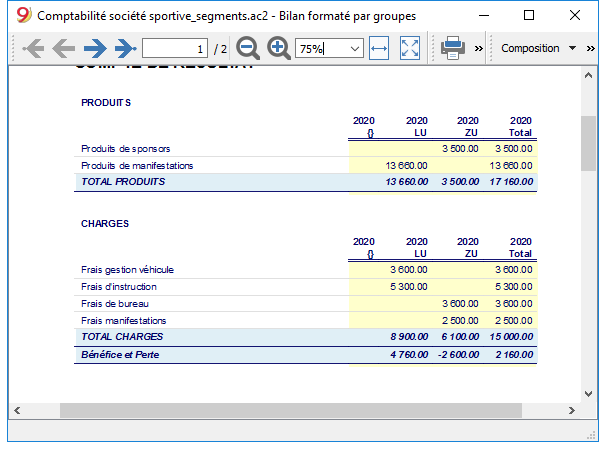 Comptabilité société sportive_segments.ac2 - Bilan formaté par groupes
1 / 2 75% » Composition »
COMPTE DE RESULTAT
PRODUITS
2020 2020 2020 2020
{} LU ZU Total
Produits de sponsors 3 500.00 3 500.00
Produits de manifestations 13 660.00 13 660.00
TOTAL PRODUITS 13 660.00 3 500.00 17 160.00
CHARGES
2020 2020 2020 2020
{} LU ZU Total
Frais gestion véhicule 3 600.00 3 600.00
Frais d'instruction 5 300.00 5 300.00
Frais de bureau 3 600.00 3 600.00
Frais manifestations 2 500.00 2 500.00
TOTAL CHARGES 8 900.00 6 100.00 15 000.00
Bénéfice et Perte 4 760.00 -2 600.00 2 160.00